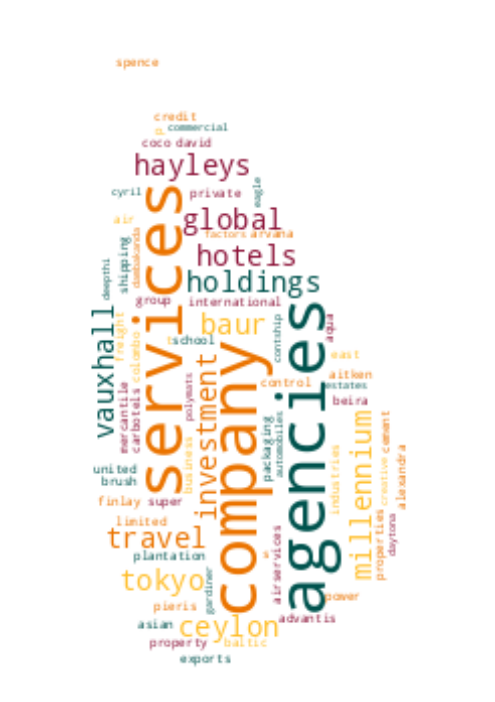 spence
credit
commercial
coco david
hayleys
cyril
private
eagle
services
air
global
factors
arvana
dambakanda
shipping
hotels
deepthi
holdings
group
international
vauxhall
freight
colombo
baur
contship
aqua
school
company
agencies
east
investment
polymats
control
aitken
estates
mercantile
carbotels
beira
packaging
automobiles
millennium
cement
business
industries
creative
alexandra
united
brush
finlay
super
limited
travel
properties
daytona
plantation
airservices
tokyo
gardiner
power
pieris
asian
ceylon
advantis
property
baltic
exports